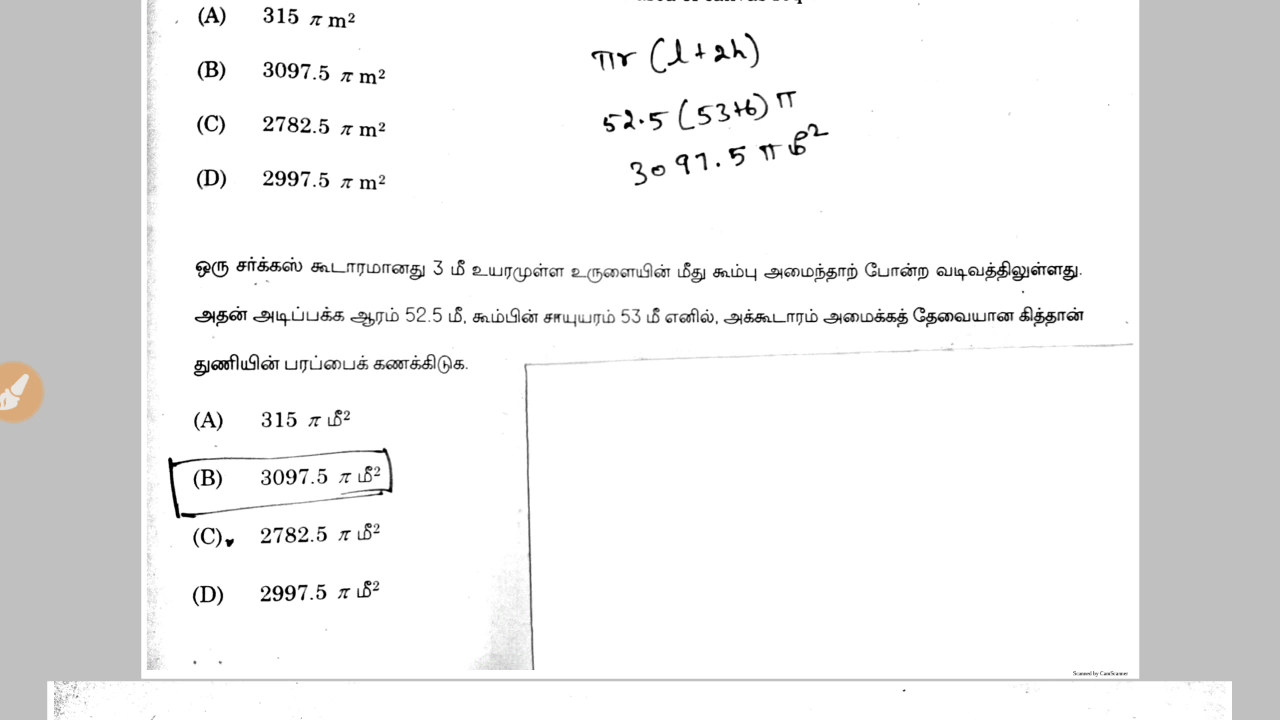 (A) 315 π m²
πr (l + 2h)
(B) 3097.5 π m²
52.5 (53+6) π
(C) 2782.5 π m²
3097.5 π மீ²
(D) 2997.5 π m²
ஒரு சர்க்கஸ் கூடாரமானது 3 மீ உயரமுள்ள உருளையின் மீது கூம்பு அமைந்தாற் போன்ற வடிவத்திலுள்ளது.
அதன் அடிப்பக்க ஆரம் 52.5 மீ, கூம்பின் சாயுயரம் 53 மீ எனில், அக்கூடாரம் அமைக்கத் தேவையான கித்தான்
துணியின் பரப்பைக் கணக்கிடுக.
(A) 315 π மீ²
(B) 3097.5 π மீ²
(C) 2782.5 π மீ²
(D) 2997.5 π மீ²
Scanned by CamScanner